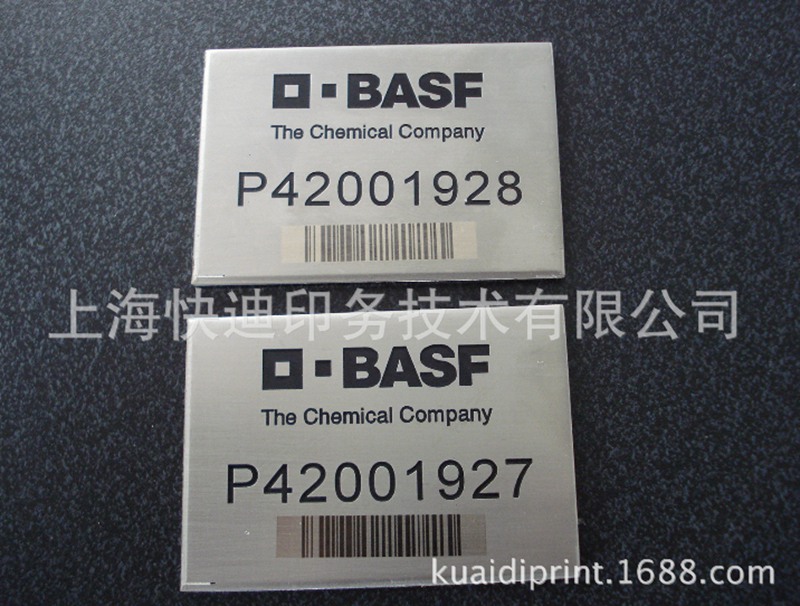 BASF
The Chemical Company
P42001928
上海快迪印务技术有限公司
BASF
The Chemical Company
P42001927
kuaidiprint.1688.com